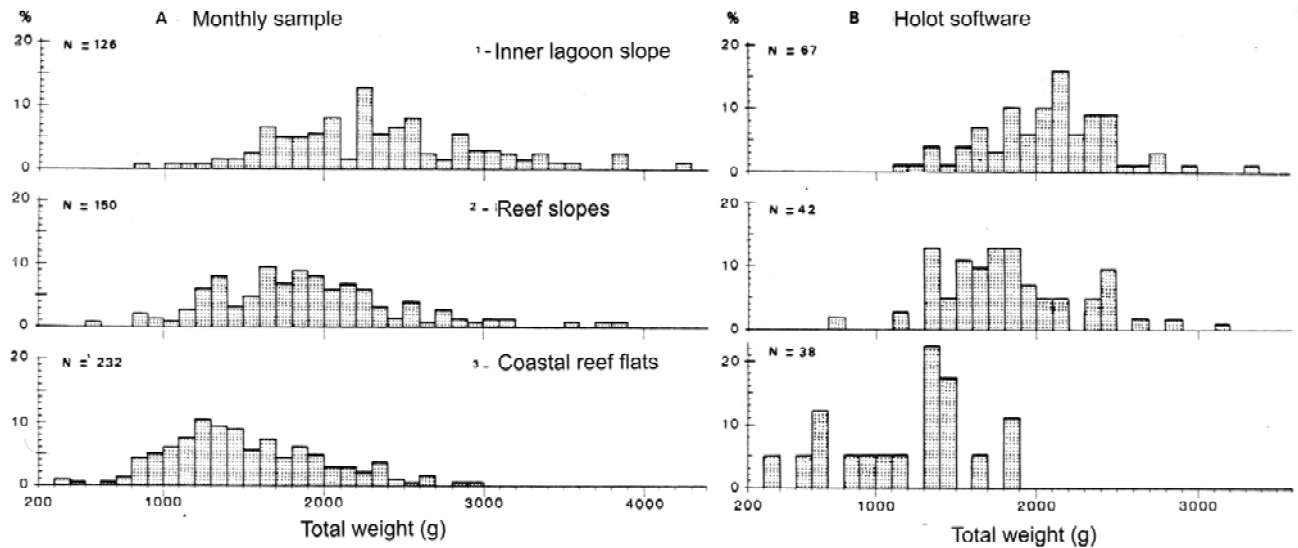 % A Monthly sample
20
N = 126
1 - Inner lagoon slope
10
0
20
N = 150
2 - Reef slopes
10
0
20
N = 232
3 - Coastal reef flats
10
0
200 1000 2000 3000 4000
Total weight (g)
% B Holot software
20
N = 67
10
0
20
N = 42
10
0
20
N = 38
10
0
200 1000 2000 3000
Total weight (g)